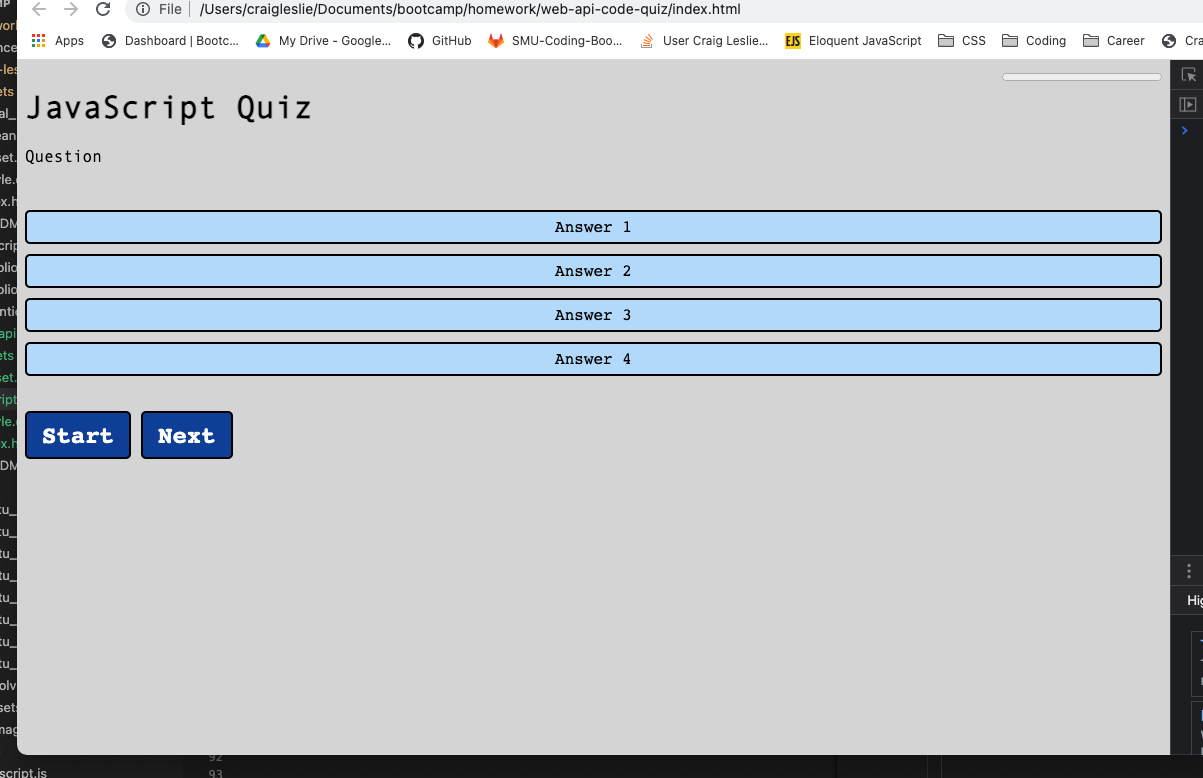 File | /Users/craigleslie/Documents/bootcamp/homework/web-api-code-quiz/index.html
Apps Dashboard | Bootc... My Drive - Google... GitHub SMU-Coding-Boo... User Craig Leslie... EJS Eloquent JavaScript CSS Coding Career Cra
JavaScript Quiz
Question
Answer 1
Answer 2
Answer 3
Answer 4
Start Next
92
93
script.js